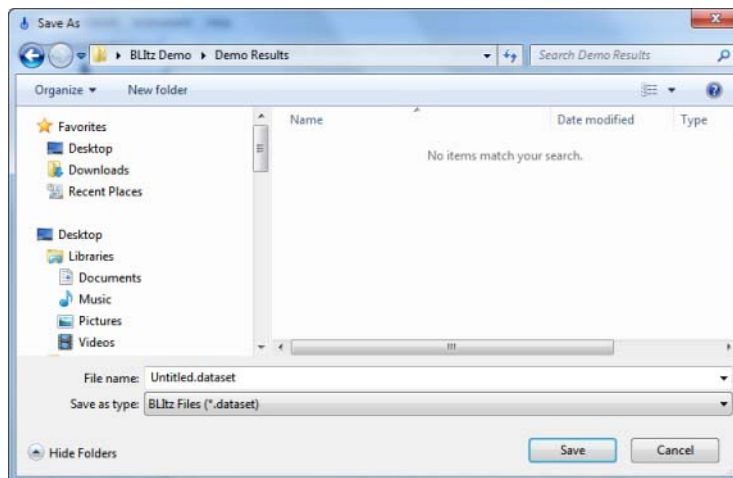 Save As
BLItz Demo Demo Results Search Demo Results
Organize New folder
Name Date modified Type
No items match your search.
Favorites
Desktop
Downloads
Recent Places
Desktop
Libraries
Documents
Music
Pictures
Videos
File name: Untitled.dataset
Save as type: BLItz Files (*.dataset)
Hide Folders Save Cancel